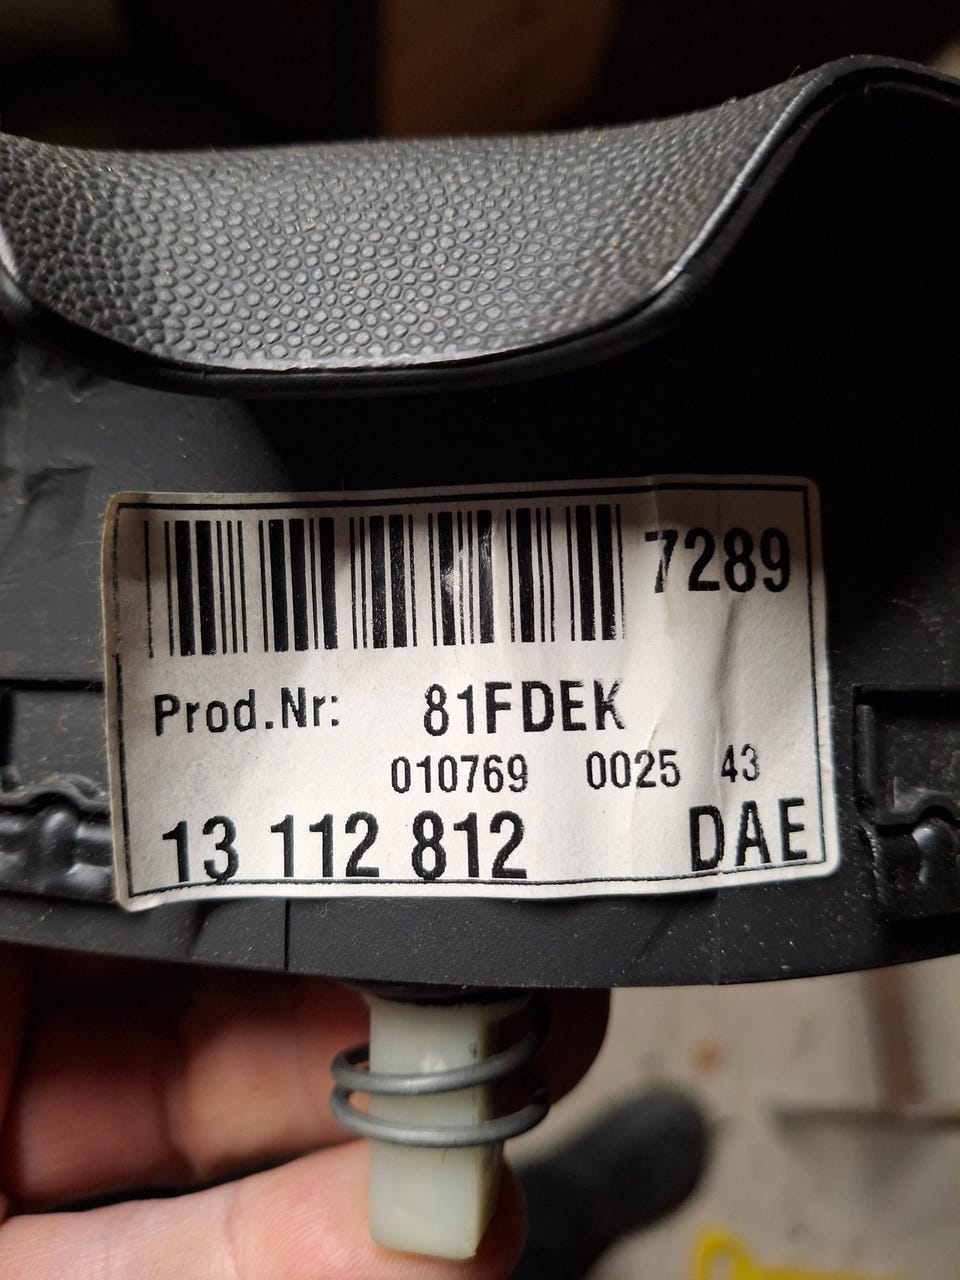 7289
Prod.Nr: 81FDEK
010769 0025 43
13 112 812 DAE